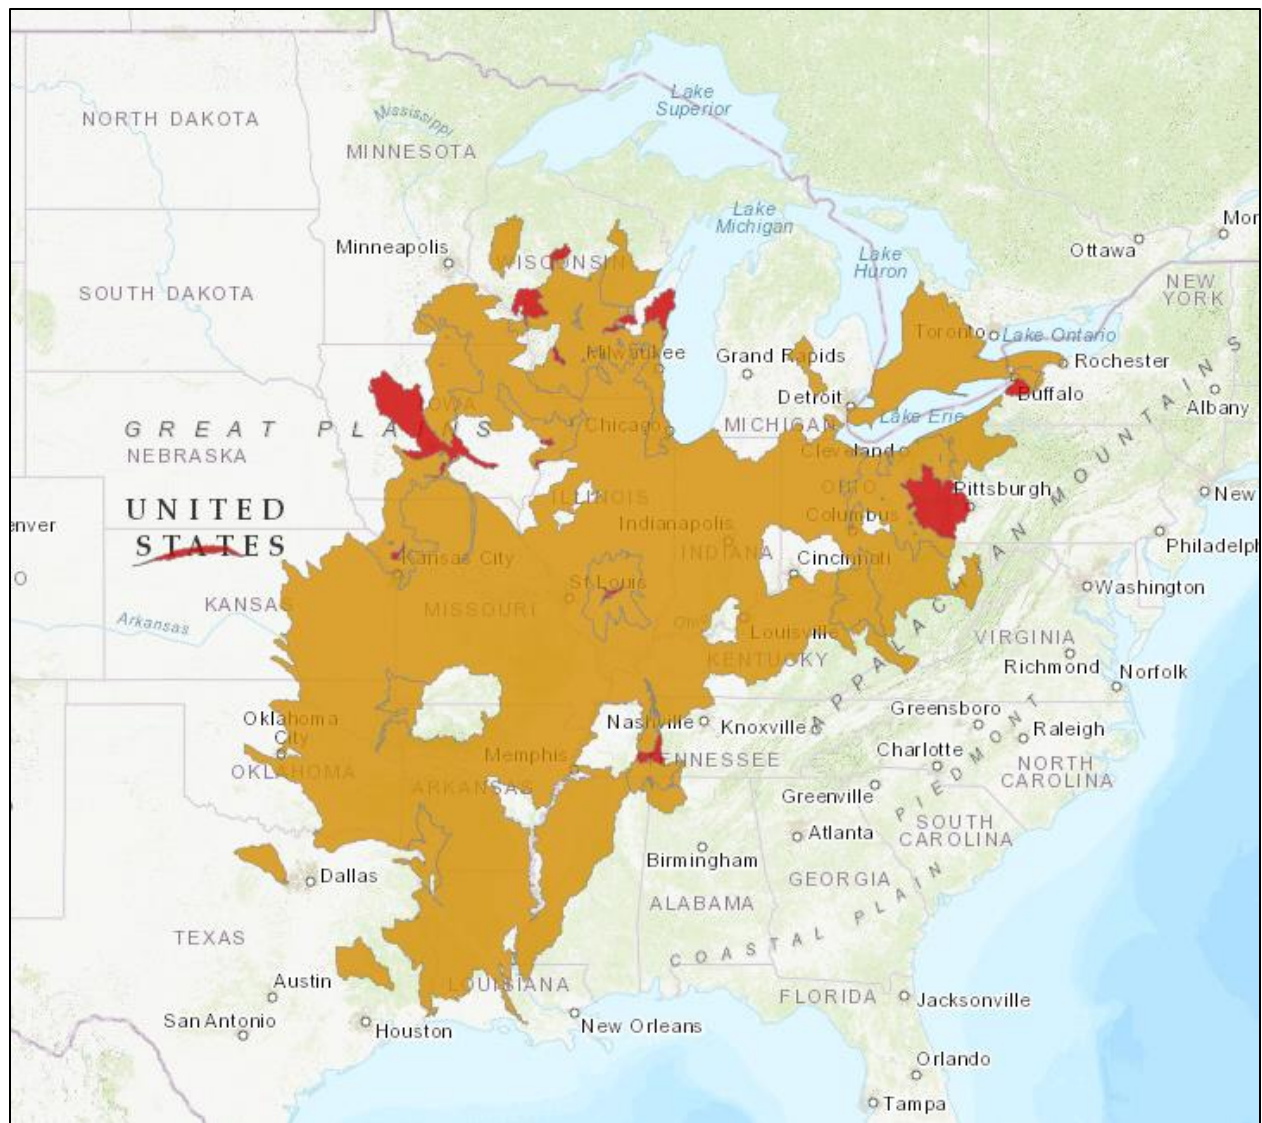 Lake
Superior
NORTH DAKOTA
Mississippi
MINNESOTA
Lake
Michigan
Mor
Minneapolis
Ottawa
WISCONSIN
Lake
Huron
SOUTH DAKOTA
NEW
YORK
Toronto
Lake Ontario
Milwaukee
Grand Rapids
Rochester
Detroit
Buffalo
IOWA
Albany
Lake Erie
MICHIGAN
Chicago
GREAT PLAINS
NEBRASKA
Cleveland
OHIO
Pittsburgh
ILLINOIS
New
UNITED
STATES
enver
Columbus
Indianapolis
INDIANA
Philadelph
Kansas City
Cincinnati
O
St Louis
Washington
KANSAS
MISSOURI
Arkansas
Ohio
Louisville
VIRGINIA
KENTUCKY
Richmond
Norfolk
APPALACHIAN MOUNTAINS
Oklahoma
City
Nashville
Knoxville
Greensboro
Raleigh
Memphis
TENNESSEE
Charlotte
OKLAHOMA
NORTH
CAROLINA
ARKANSAS
Greenville
PIEDMONT
SOUTH
CAROLINA
Atlanta
Birmingham
Dallas
GEORGIA
ALABAMA
TEXAS
COASTAL PLAIN
LOUISIANA
Austin
FLORIDA
Jacksonville
San Antonio
Houston
New Orleans
Orlando
Tampa